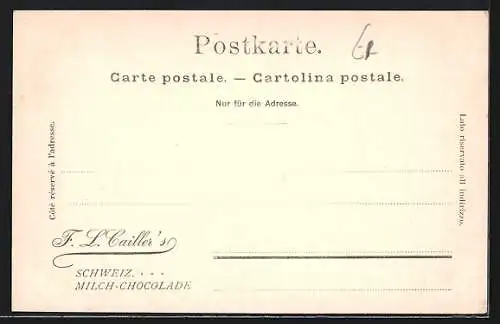 Postkarte.
Carte postale. — Cartolina postale.
Nur für die Adresse.
Côté réservé à l'adresse.
Lato riservato all indirizzo.
F. L. Cailler's
SCHWEIZ. . . .
MILCH-CHOCOLADE